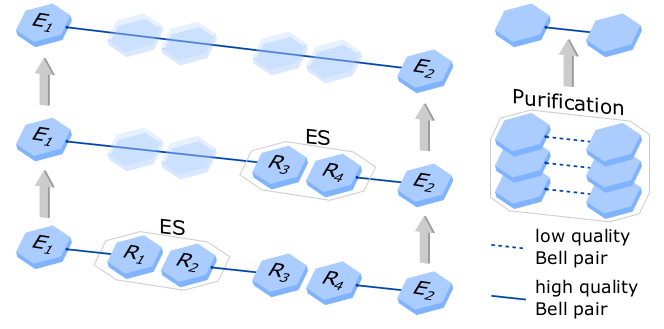 E1
E2
Purification
ES
E1
R3
R4
E2
ES
E1
R1
R2
R3
R4
E2
low quality
Bell pair
high quality
Bell pair